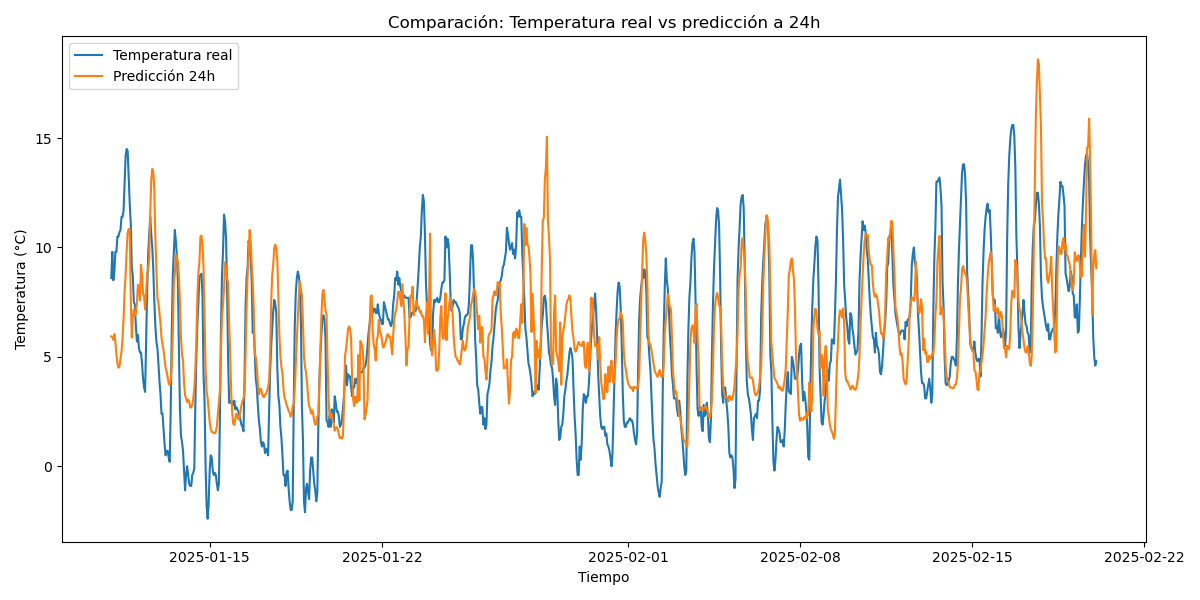 Comparación: Temperatura real vs predicción a 24h
Temperatura real
Predicción 24h
Temperatura (°C)
15
10
5
0
2025-01-15
2025-01-22
2025-02-01
2025-02-08
2025-02-15
2025-02-22
Tiempo